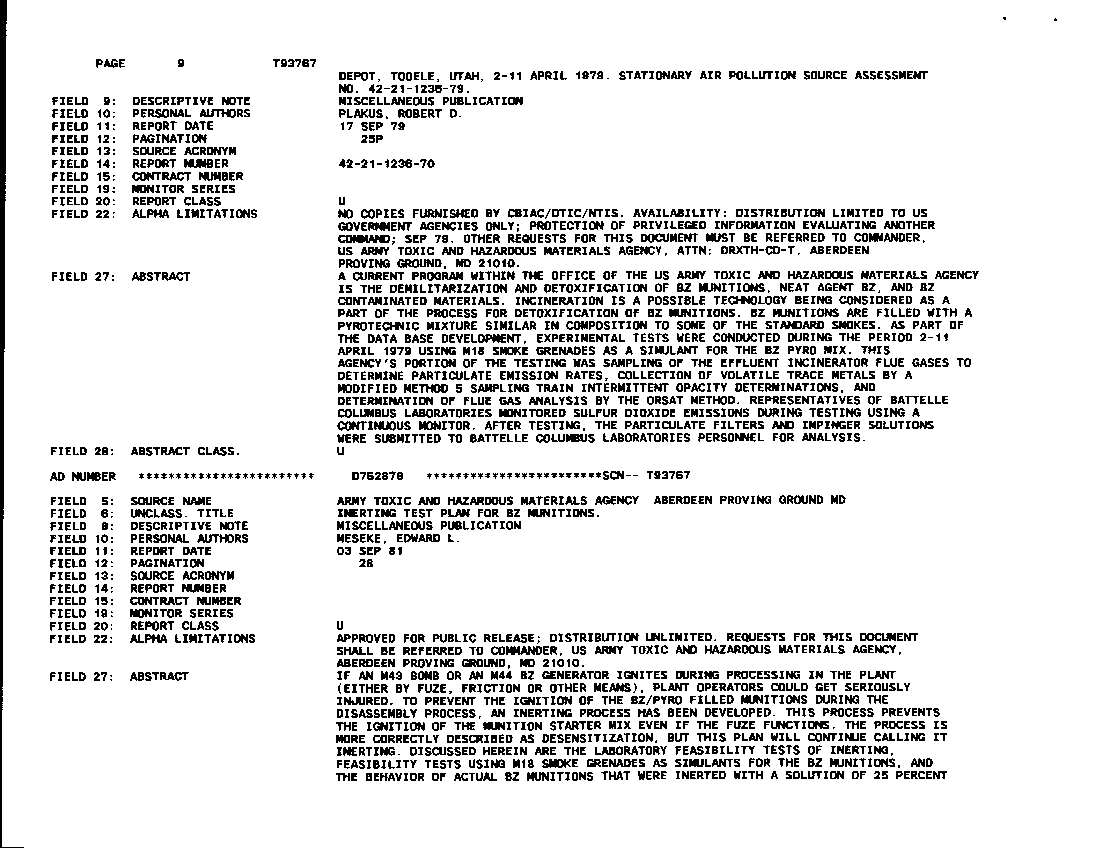 PAGE 9 T93767
DEPOT, TOOELE, UTAH, 2-11 APRIL 1979. STATIONARY AIR POLLUTION SOURCE ASSESSMENT
NO. 42-21-1236-79.
FIELD 9: DESCRIPTIVE NOTE MISCELLANEOUS PUBLICATION
FIELD 10: PERSONAL AUTHORS PLAKUS, ROBERT D.
FIELD 11: REPORT DATE 17 SEP 79
FIELD 12: PAGINATION 25P
FIELD 13: SOURCE ACRONYM
FIELD 14: REPORT NUMBER 42-21-1236-70
FIELD 15: CONTRACT NUMBER
FIELD 19: MONITOR SERIES
FIELD 20: REPORT CLASS U
FIELD 22: ALPHA LIMITATIONS NO COPIES FURNISHED BY CBIAC/DTIC/NTIS. AVAILABILITY: DISTRIBUTION LIMITED TO US
GOVERNMENT AGENCIES ONLY; PROTECTION OF PRIVILEGED INFORMATION EVALUATING ANOTHER
COMMAND; SEP 79. OTHER REQUESTS FOR THIS DOCUMENT MUST BE REFERRED TO COMMANDER,
US ARMY TOXIC AND HAZARDOUS MATERIALS AGENCY, ATTN: DRXTH-CD-T, ABERDEEN
PROVING GROUND, MD 21010.
FIELD 27: ABSTRACT A CURRENT PROGRAM WITHIN THE OFFICE OF THE US ARMY TOXIC AND HAZARDOUS MATERIALS AGENCY
IS THE DEMILITARIZATION AND DETOXIFICATION OF BZ MUNITIONS, NEAT AGENT BZ, AND BZ
CONTAMINATED MATERIALS. INCINERATION IS A POSSIBLE TECHNOLOGY BEING CONSIDERED AS A
PART OF THE PROCESS FOR DETOXIFICATION OF BZ MUNITIONS. BZ MUNITIONS ARE FILLED WITH A
PYROTECHNIC MIXTURE SIMILAR IN COMPOSITION TO SOME OF THE STANDARD SMOKES. AS PART OF
THE DATA BASE DEVELOPMENT, EXPERIMENTAL TESTS WERE CONDUCTED DURING THE PERIOD 2-11
APRIL 1979 USING M18 SMOKE GRENADES AS A SIMULANT FOR THE BZ PYRO MIX. THIS
AGENCY'S PORTION OF THE TESTING WAS SAMPLING OF THE EFFLUENT INCINERATOR FLUE GASES TO
DETERMINE PARTICULATE EMISSION RATES, COLLECTION OF VOLATILE TRACE METALS BY A
MODIFIED METHOD 5 SAMPLING TRAIN INTERMITTENT OPACITY DETERMINATIONS, AND
DETERMINATION OF FLUE GAS ANALYSIS BY THE ORSAT METHOD. REPRESENTATIVES OF BATTELLE
COLUMBUS LABORATORIES MONITORED SULFUR DIOXIDE EMISSIONS DURING TESTING USING A
CONTINUOUS MONITOR. AFTER TESTING, THE PARTICULATE FILTERS AND IMPINGER SOLUTIONS
WERE SUBMITTED TO BATTELLE COLUMBUS LABORATORIES PERSONNEL FOR ANALYSIS.
FIELD 28: ABSTRACT CLASS. U
AD NUMBER ************************ D752878 ************************SCN-- T93767
FIELD 5: SOURCE NAME ARMY TOXIC AND HAZARDOUS MATERIALS AGENCY ABERDEEN PROVING GROUND MD
FIELD 6: UNCLASS. TITLE INERTING TEST PLAN FOR BZ MUNITIONS.
FIELD 9: DESCRIPTIVE NOTE MISCELLANEOUS PUBLICATION
FIELD 10: PERSONAL AUTHORS MESEKE, EDWARD L.
FIELD 11: REPORT DATE 03 SEP 81
FIELD 12: PAGINATION 28
FIELD 13: SOURCE ACRONYM
FIELD 14: REPORT NUMBER
FIELD 15: CONTRACT NUMBER
FIELD 19: MONITOR SERIES
FIELD 20: REPORT CLASS U
FIELD 22: ALPHA LIMITATIONS APPROVED FOR PUBLIC RELEASE; DISTRIBUTION UNLIMITED. REQUESTS FOR THIS DOCUMENT
SHALL BE REFERRED TO COMMANDER, US ARMY TOXIC AND HAZARDOUS MATERIALS AGENCY,
ABERDEEN PROVING GROUND, MD 21010.
FIELD 27: ABSTRACT IF AN M43 BOMB OR AN M44 BZ GENERATOR IGNITES DURING PROCESSING IN THE PLANT
(EITHER BY FUZE, FRICTION OR OTHER MEANS), PLANT OPERATORS COULD GET SERIOUSLY
INJURED. TO PREVENT THE IGNITION OF THE BZ/PYRO FILLED MUNITIONS DURING THE
DISASSEMBLY PROCESS, AN INERTING PROCESS HAS BEEN DEVELOPED. THIS PROCESS PREVENTS
THE IGNITION OF THE MUNITION STARTER MIX EVEN IF THE FUZE FUNCTIONS. THE PROCESS IS
MORE CORRECTLY DESCRIBED AS DESENSITIZATION, BUT THIS PLAN WILL CONTINUE CALLING IT
INERTING. DISCUSSED HEREIN ARE THE LABORATORY FEASIBILITY TESTS OF INERTING,
FEASIBILITY TESTS USING M18 SMOKE GRENADES AS SIMULANTS FOR THE BZ MUNITIONS, AND
THE BEHAVIOR OF ACTUAL BZ MUNITIONS THAT WERE INERTED WITH A SOLUTION OF 25 PERCENT